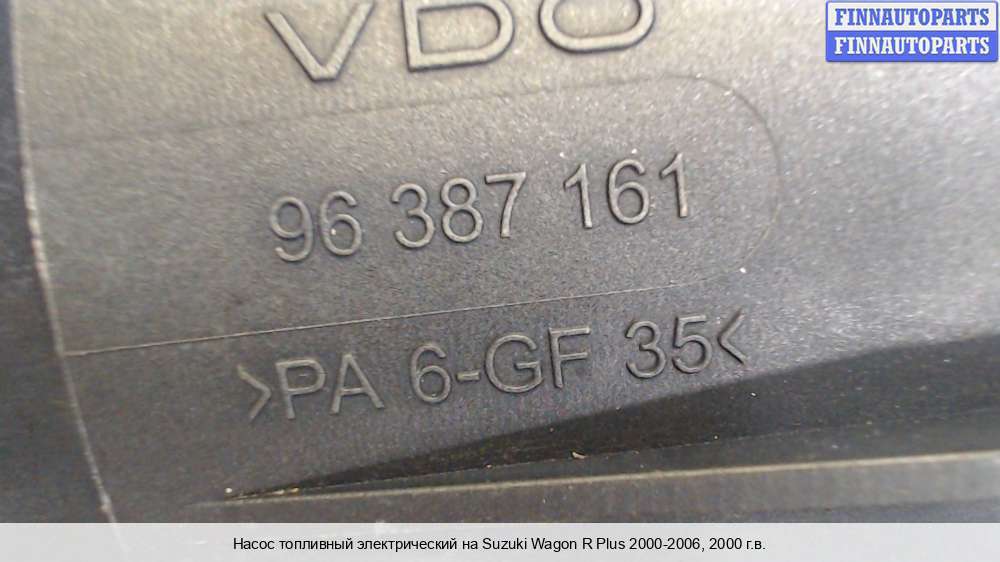 FINNAUTOPARTS
FINNAUTOPARTS
VDO
96 387 161
>PA 6-GF 35<
Насос топливный электрический на Suzuki Wagon R Plus 2000-2006, 2000 г.в.